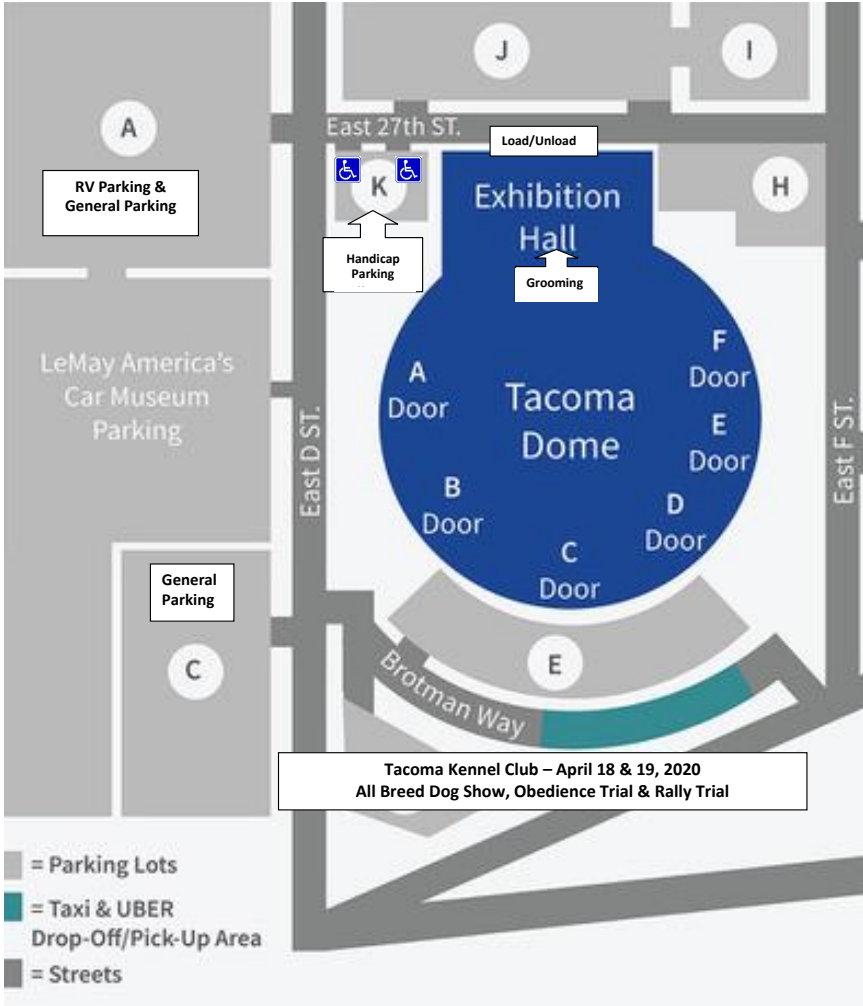 J
I
A
East 27th ST.
Load/Unload
RV Parking &
General Parking
K
H
Exhibition
Hall
Handicap
Parking
Grooming
LeMay America's
Car Museum
Parking
A
Door
F
Door
Tacoma
Dome
E
Door
East D ST.
East F ST.
B
Door
D
Door
C
Door
General
Parking
C
E
Brotman Way
Tacoma Kennel Club – April 18 & 19, 2020
All Breed Dog Show, Obedience Trial & Rally Trial
= Parking Lots
= Taxi & UBER
Drop-Off/Pick-Up Area
= Streets